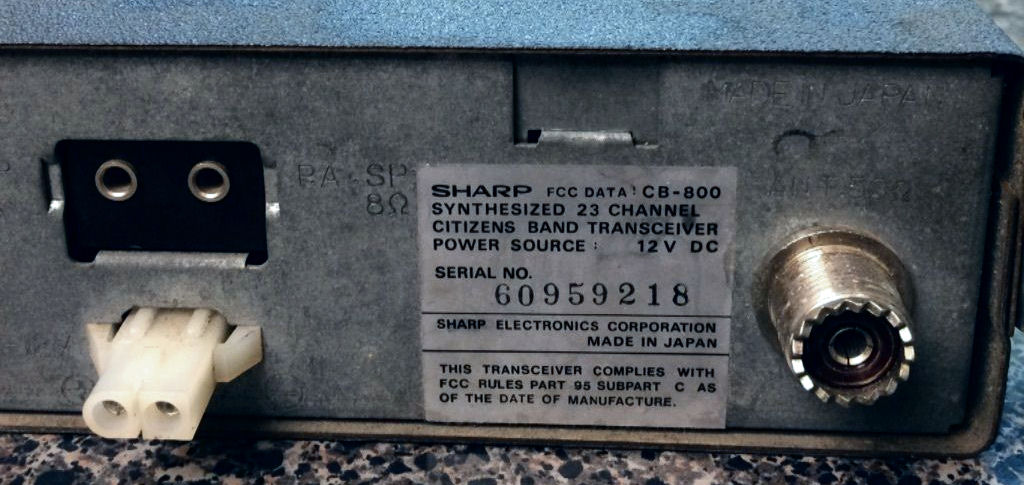 MADE IN JAPAN
PA-SP
8Ω
SHARP FCC DATA: CB-800
SYNTHESIZED 23 CHANNEL
CITIZENS BAND TRANSCEIVER
POWER SOURCE: 12V DC
SERIAL NO.
60959218
SHARP ELECTRONICS CORPORATION
MADE IN JAPAN
THIS TRANSCEIVER COMPLIES WITH
FCC RULES PART 95 SUBPART C AS
OF THE DATE OF MANUFACTURE.